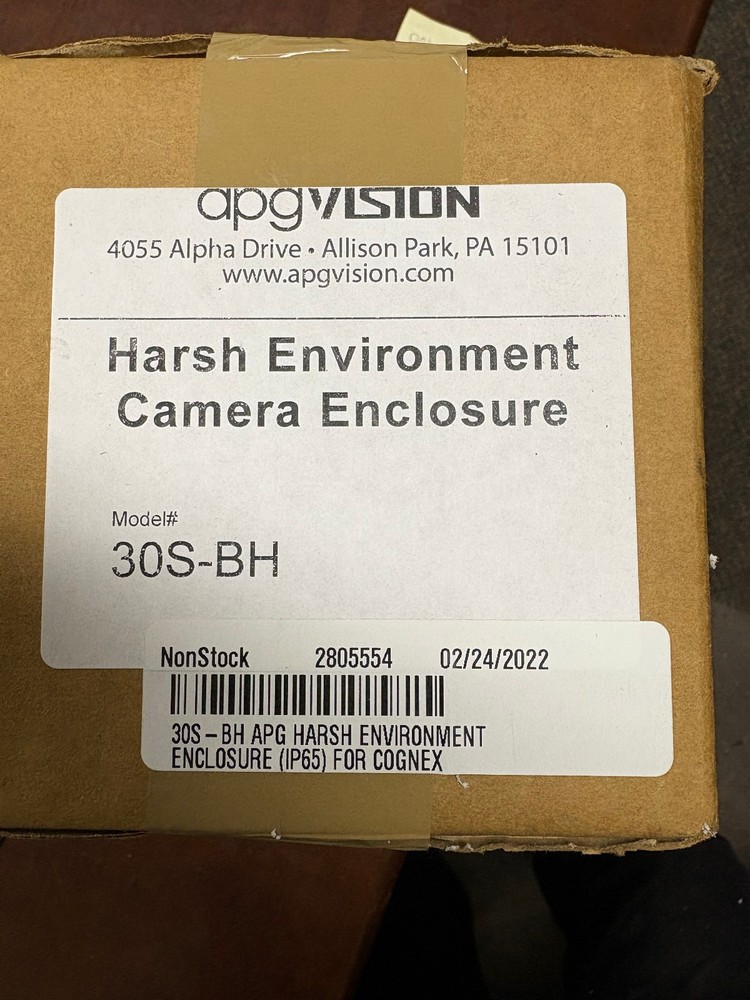 apgVISION
4055 Alpha Drive • Allison Park, PA 15101
www.apgvision.com
Harsh Environment
Camera Enclosure
Model#
30S-BH
NonStock 2805554 02/24/2022
30S-BH APG HARSH ENVIRONMENT
ENCLOSURE (IP65) FOR COGNEX